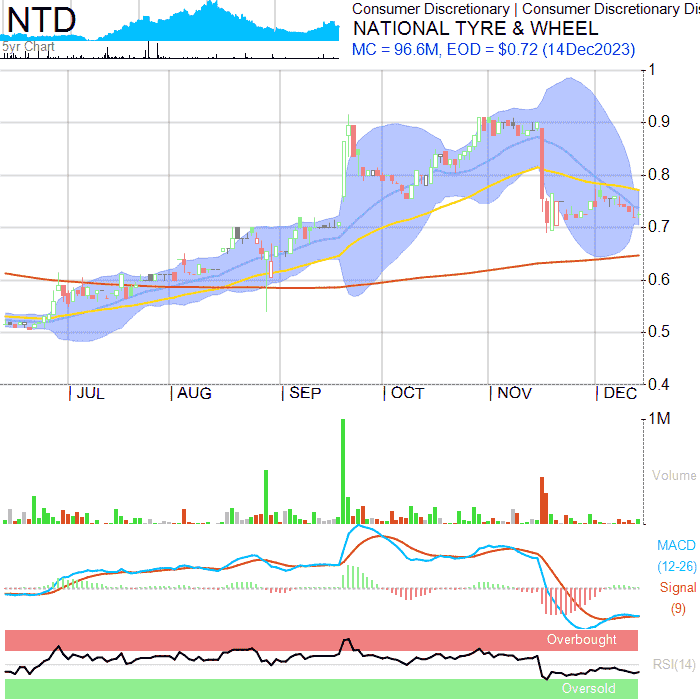 NTD
5yr Chart
Consumer Discretionary | Consumer Discretionary Dis
NATIONAL TYRE & WHEEL
MC = 96.6M, EOD = $0.72 (14Dec2023)
1
0.9
0.8
0.7
0.6
0.5
0.4
| JUL | AUG | SEP | OCT | NOV | DEC
1M
Volume
MACD
(12-26)
Signal
(9)
Overbought
RSI(14)
Oversold